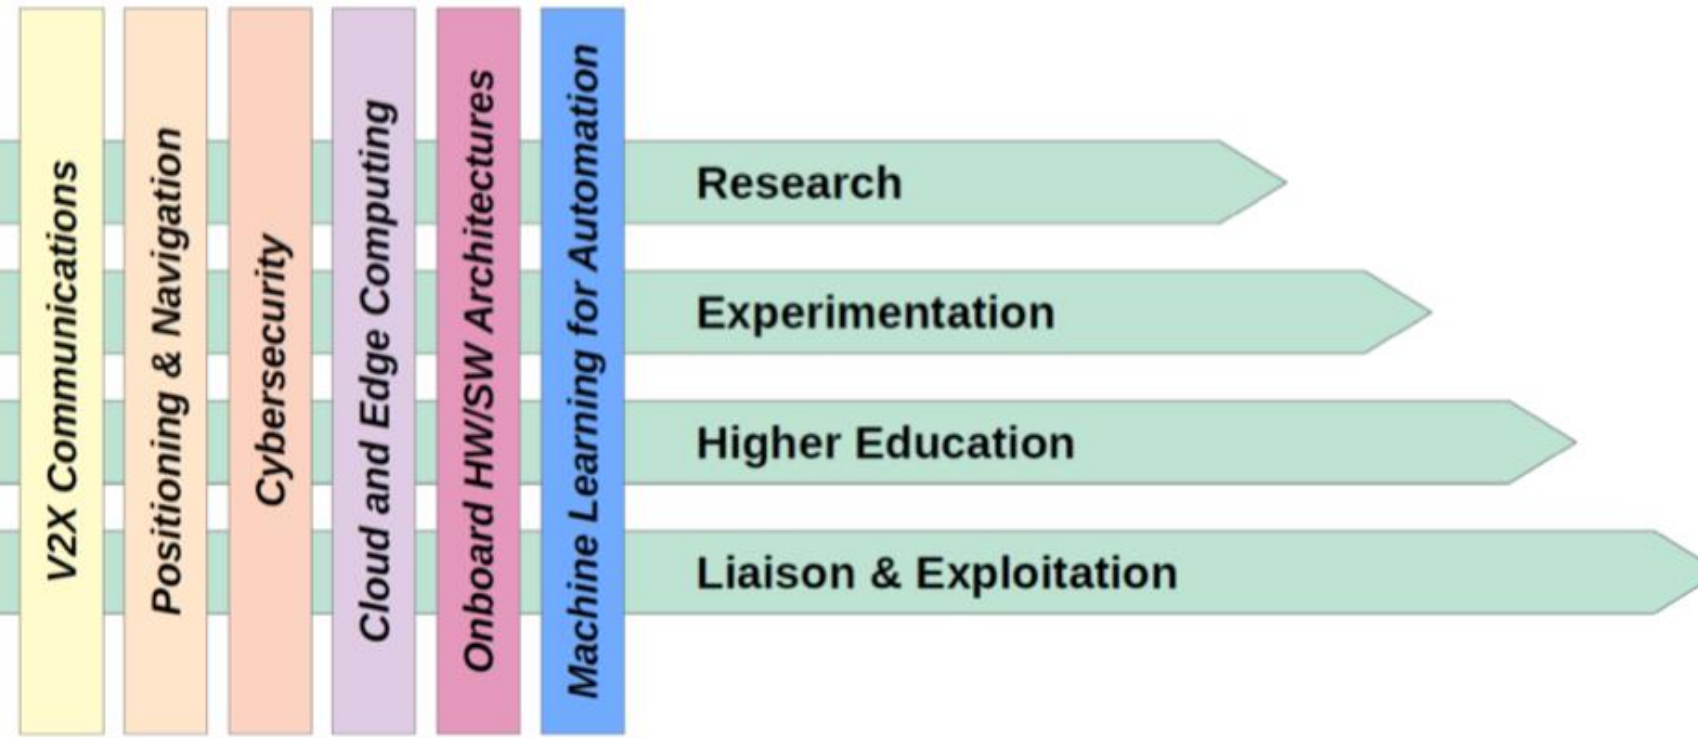 V2X Communications
Positioning & Navigation
Cybersecurity
Cloud and Edge Computing
Onboard HW/SW Architectures
Machine Learning for Automation
Research
Experimentation
Higher Education
Liaison & Exploitation